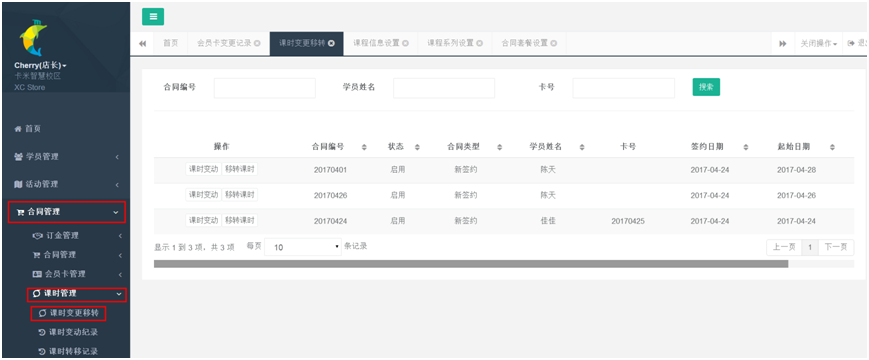 Cherry(店长)
卡米智慧校区
XC Store
首页
学员管理
活动管理
合同管理
订金管理
合同管理
会员卡管理
课时管理
课时变更移转
课时变动纪录
课时转移记录
首页 会员卡变更记录 课时变更移转 课程信息设置 课程系列设置 合同套餐设置 关闭操作
合同编号 学员姓名 卡号 搜索
操作 合同编号 状态 合同类型 学员姓名 卡号 签约日期 起始日期
课时变动 移转课时 20170401 启用 新签约 陈天 2017-04-24 2017-04-28
课时变动 移转课时 20170426 启用 新签约 陈天 2017-04-24 2017-04-26
课时变动 移转课时 20170424 启用 新签约 佳佳 20170425 2017-04-24 2017-04-24
显示 1 到 3 项，共 3 项 每页 10 条记录 上一页 1 下一页